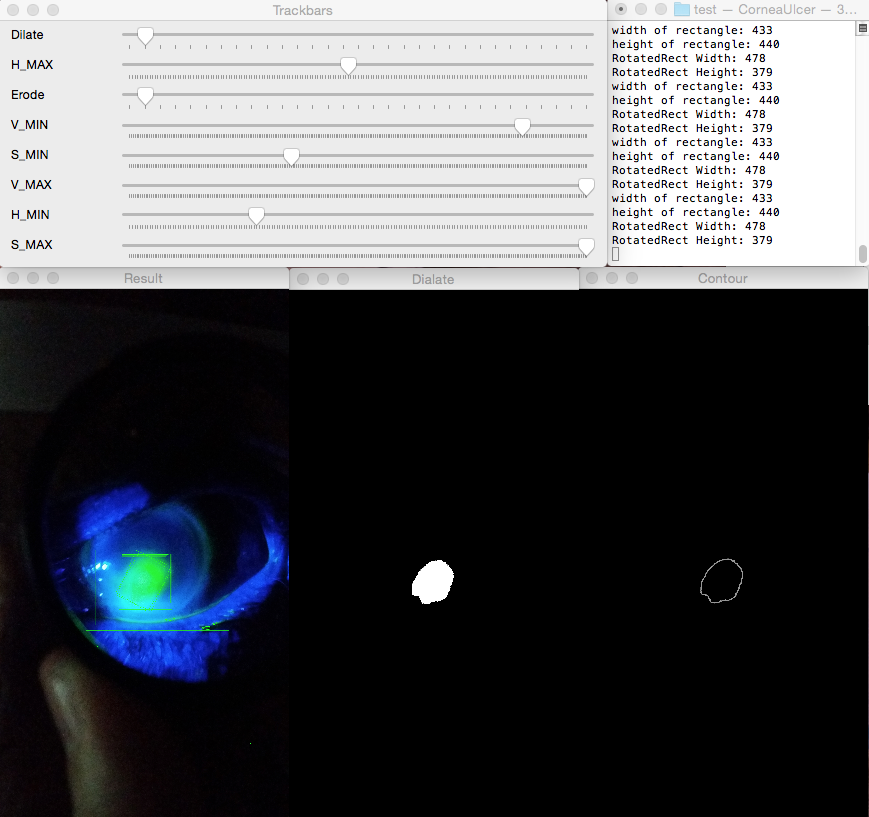 Trackbars
Dilate
H_MAX
Erode
V_MIN
S_MIN
V_MAX
H_MIN
S_MAX
test — CorneaUlcer — 3...
width of rectangle: 433
height of rectangle: 440
RotatedRect Width: 478
RotatedRect Height: 379
width of rectangle: 433
height of rectangle: 440
RotatedRect Width: 478
RotatedRect Height: 379
width of rectangle: 433
height of rectangle: 440
RotatedRect Width: 478
RotatedRect Height: 379
width of rectangle: 433
height of rectangle: 440
RotatedRect Width: 478
RotatedRect Height: 379
Result
Dialate
Contour